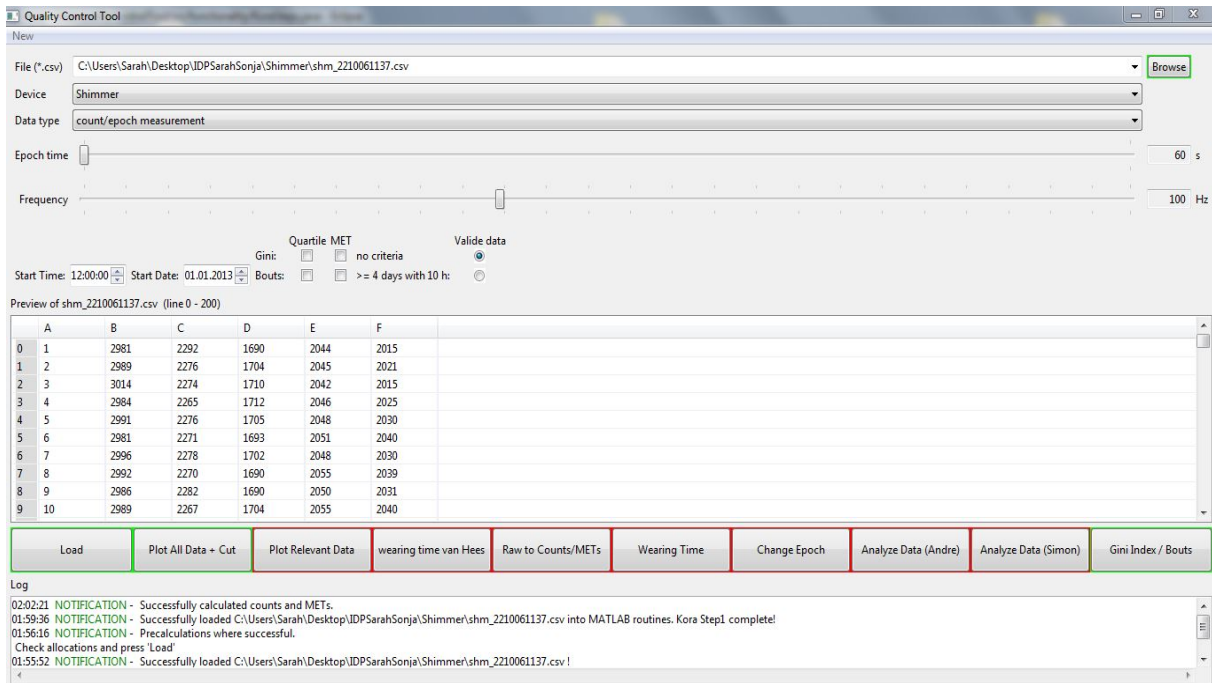 Quality Control Tool
New
File (*.csv) C:\Users\Sarah\Desktop\IDPSarahSonja\Shimmer\shm_2210061137.csv Browse
Device Shimmer
Data type count/epoch measurement
Epoch time 60 s
Frequency 100 Hz
Quartile MET Valide data
Gini: no criteria
Start Time: 12:00:00 Start Date: 01.01.2013 Bouts: >= 4 days with 10 h:
Preview of shm_2210061137.csv (line 0 - 200)
A B C D E F
0 1 2981 2292 1690 2044 2015
1 2 2989 2276 1704 2045 2021
2 3 3014 2274 1710 2042 2015
3 4 2984 2265 1712 2046 2025
4 5 2991 2276 1705 2048 2030
5 6 2981 2271 1693 2051 2040
6 7 2996 2278 1702 2048 2030
7 8 2992 2270 1690 2055 2039
8 9 2986 2282 1690 2050 2031
9 10 2989 2267 1704 2055 2040
Load Plot All Data + Cut Plot Relevant Data wearing time van Hees Raw to Counts/METs Wearing Time Change Epoch Analyze Data (Andre) Analyze Data (Simon) Gini Index / Bouts
Log
02:02:21 NOTIFICATION - Successfully calculated counts and METs.
01:59:36 NOTIFICATION - Successfully loaded C:\Users\Sarah\Desktop\IDPSarahSonja\Shimmer\shm_2210061137.csv into MATLAB routines. Kora Step1 complete!
01:56:16 NOTIFICATION - Precalculations where successful.
Check allocations and press 'Load'
01:55:52 NOTIFICATION - Successfully loaded C:\Users\Sarah\Desktop\IDPSarahSonja\Shimmer\shm_2210061137.csv !